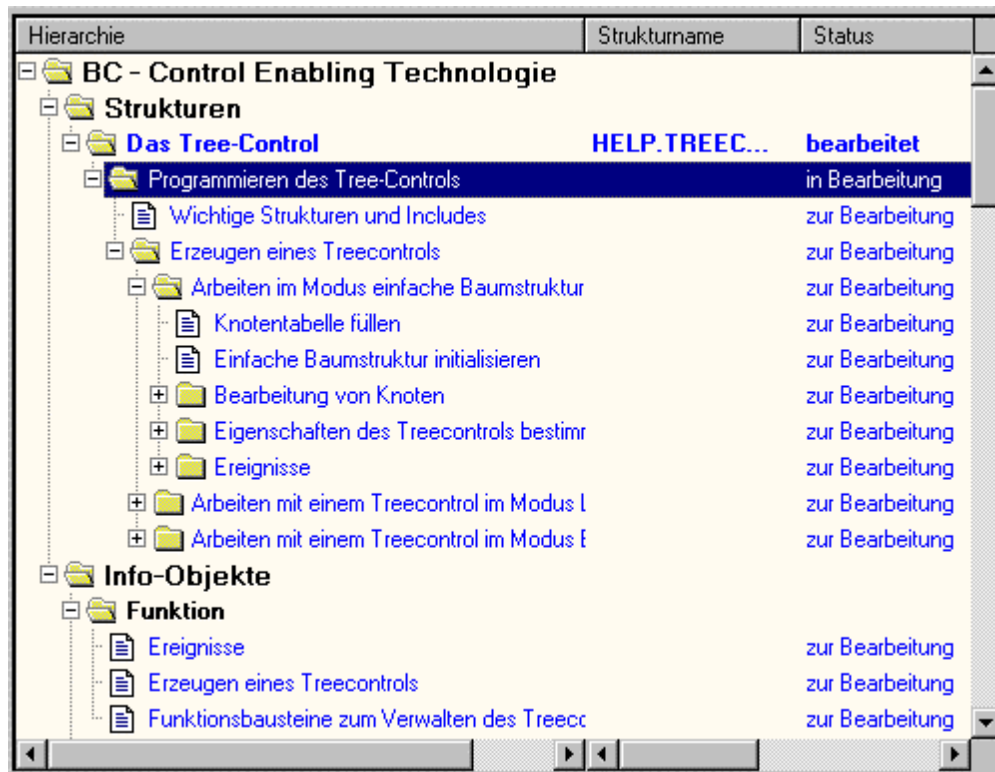 Hierarchie Strukturname Status
BC - Control Enabling Technologie
Strukturen
Das Tree-Control HELP.TREEC... bearbeitet
Programmieren des Tree-Controls in Bearbeitung
Wichtige Strukturen und Includes zur Bearbeitung
Erzeugen eines Treecontrols zur Bearbeitung
Arbeiten im Modus einfache Baumstruktur zur Bearbeitung
Knotentabelle füllen zur Bearbeitung
Einfache Baumstruktur initialisieren zur Bearbeitung
Bearbeitung von Knoten zur Bearbeitung
Eigenschaften des Treecontrols bestimm zur Bearbeitung
Ereignisse zur Bearbeitung
Arbeiten mit einem Treecontrol im Modus L zur Bearbeitung
Arbeiten mit einem Treecontrol im Modus E zur Bearbeitung
Info-Objekte
Funktion
Ereignisse zur Bearbeitung
Erzeugen eines Treecontrols zur Bearbeitung
Funktionsbausteine zum Verwalten des Treecc zur Bearbeitung